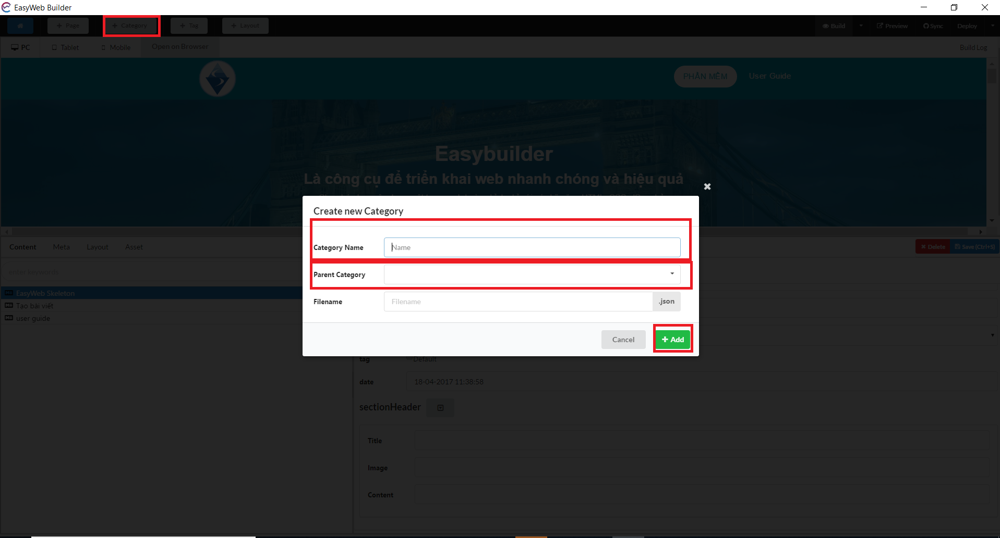 EasyWeb Builder
Page
Category
Tag
Layout
Build
Preview
Sync
Deploy
PC
Tablet
Mobile
Open on Browser
Build Log
PHẦN MỀM
User Guide
Easybuilder
Là công cụ để triển khai web nhanh chóng và hiệu quả
Create new Category
Category Name
Name
Parent Category
Filename
Filename
.json
Cancel
Add
Content
Meta
Layout
Asset
Delete
Save (Ctrl+S)
enter keywords
EasyWeb Skeleton
Tao bài viết
user guide
tag
Default
date
18-04-2017 11:38:58
sectionHeader
Title
Image
Content